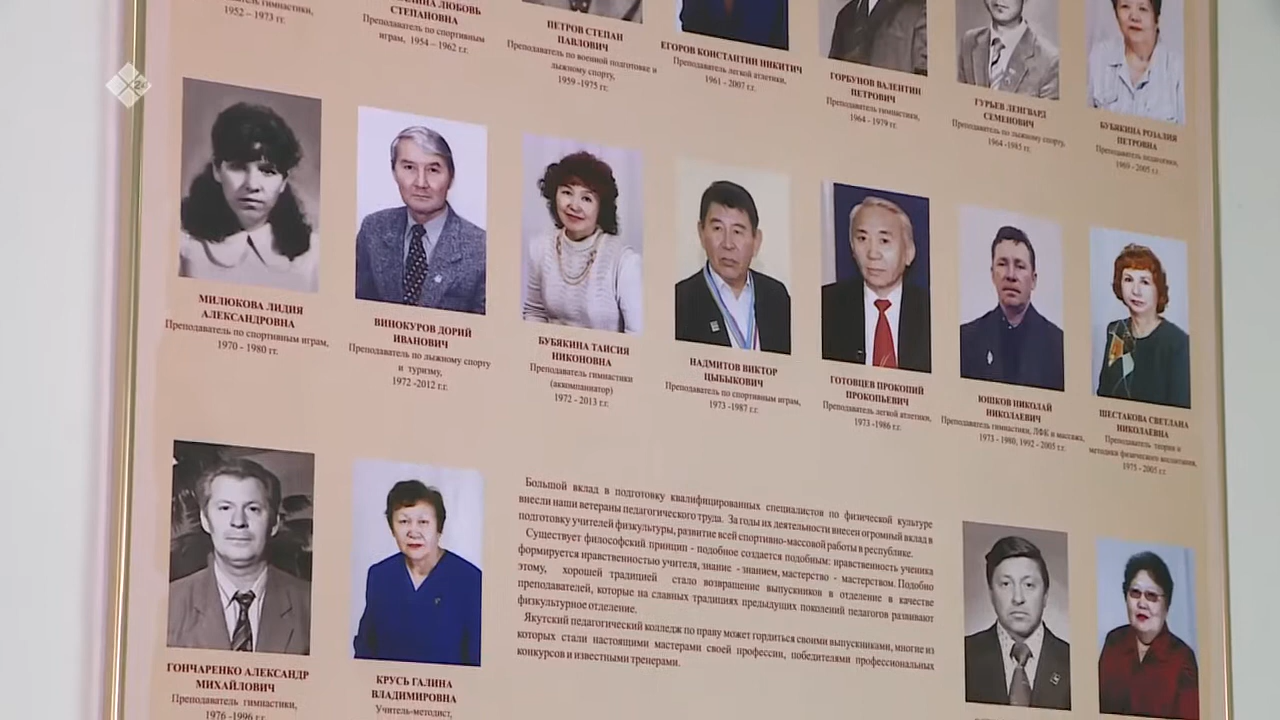 гимнастики,
1952 – 1973 гг.
ЛЮБОВЬ
СТЕПАНОВНА
Преподаватель по спортивным
играм, 1954 – 1962 г.г.
ПЕТРОВ СТЕПАН
ПАВЛОВИЧ
Преподаватель по военной подготовке и
лыжному спорту,
1959 -1975 гг.
ЕГОРОВ КОНСТАНТИН НИКИТИЧ
Преподаватель легкой атлетики,
1961 - 2007 г.г.
ГОРБУНОВ ВАЛЕНТИН
ПЕТРОВИЧ
Преподаватель гимнастики,
1964 - 1979 г.г.
ГУРЬЕВ ЛЕНГВАРД
СЕМЕНОВИЧ
Преподаватель по лыжному спорту,
1964 -1985 г.г.
БУБЯКИНА РОЗАЛИЯ
ПЕТРОВНА
Преподаватель педагогики,
1969 - 2005 г.г.
МИЛЮКОВА ЛИДИЯ
АЛЕКСАНДРОВНА
Преподаватель по спортивным играм,
1970 - 1980 гг.
ВИНОКУРОВ ДОРИЙ
ИВАНОВИЧ
Преподаватель по лыжному спорту
и туризму,
1972 -2012 г.г.
БУБЯКИНА ТАИСИЯ
НИКОНОВНА
Преподаватель гимнастики
(аккомпаниатор)
1972 - 2013 г.г.
НАДМИТОВ ВИКТОР
ЦЫБЫКОВИЧ
Преподаватель по спортивным играм,
1973 -1987 г.г.
ГОТОВЦЕВ ПРОКОПИЙ
ПРОКОПЬЕВИЧ
Преподаватель легкой атлетики,
1973 -1986 г.г.
ЮШКОВ НИКОЛАЙ
НИКОЛАЕВИЧ
Преподаватель гимнастики, ЛФК и массажа,
1973 - 1980, 1992 - 2005 г.г.
ШЕСТАКОВА СВЕТЛАНА
НИКОЛАЕВНА
Преподаватель теории и
методики физического воспитания,
1975 - 2005 г.г.
ГОНЧАРЕНКО АЛЕКСАНДР
МИХАЙЛОВИЧ
Преподаватель гимнастики,
1976 -1996 г.г.
КРУСЬ ГАЛИНА
ВЛАДИМИРОВНА
Учитель-методист,
Большой вклад в подготовку квалифицированных специалистов по физической культуре
внесли наши ветераны педагогического труда. За годы их деятельности внесен огромный вклад в
подготовку учителей физкультуры, развитие всей спортивно-массовой работы в республике.
Существует философский принцип - подобное создается подобным: нравственность ученика
формируется нравственностью учителя, знание - знанием, мастерство - мастерством. Подобно
этому, хорошей традицией стало возвращение выпускников в отделение в качестве
преподавателей, которые на славных традициях предыдущих поколений педагогов развивают
физкультурное отделение.
Якутский педагогический колледж по праву может гордиться своими выпускниками, многие из
которых стали настоящими мастерами своей профессии, победителями профессиональных
конкурсов и известными тренерами.